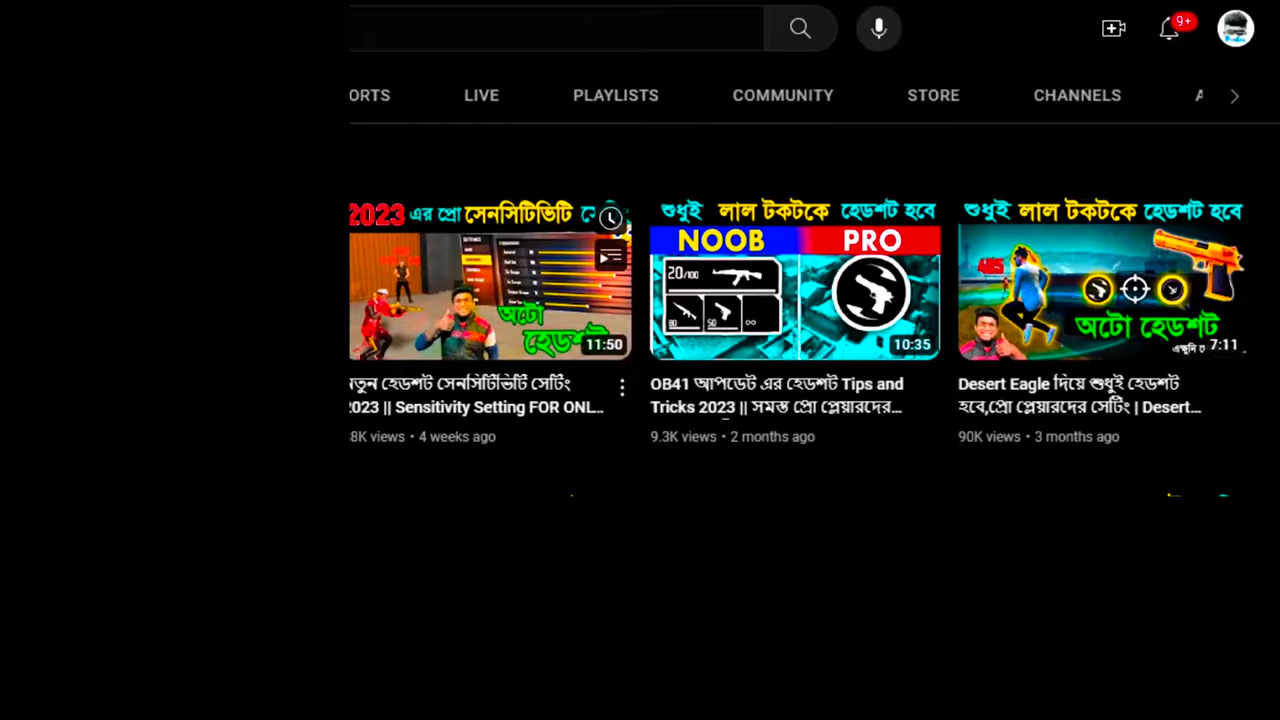 9+
ORTS LIVE PLAYLISTS COMMUNITY STORE CHANNELS
2023 এর প্রো সেনসিটিভিটি
অটো
হেডশট
11:50
নতুন হেডশট সেনসিটিভিটি সেটিং
2023 || Sensitivity Setting FOR ONL...
8K views • 4 weeks ago
শুধুই লাল টকটকে হেডশট হবে
NOOB PRO
20/100
50
∞
10:35
OB41 আপডেট এর হেডশট Tips and
Tricks 2023 || সমস্ত প্রো প্লেয়ারদের...
9.3K views • 2 months ago
শুধুই লাল টকটকে হেডশট হবে
485
অটো হেডশট
এক্ষুনি
7:11
Desert Eagle দিয়ে শুধুই হেডশট
হবে,প্রো প্লেয়ারদের সেটিং | Desert...
90K views • 3 months ago